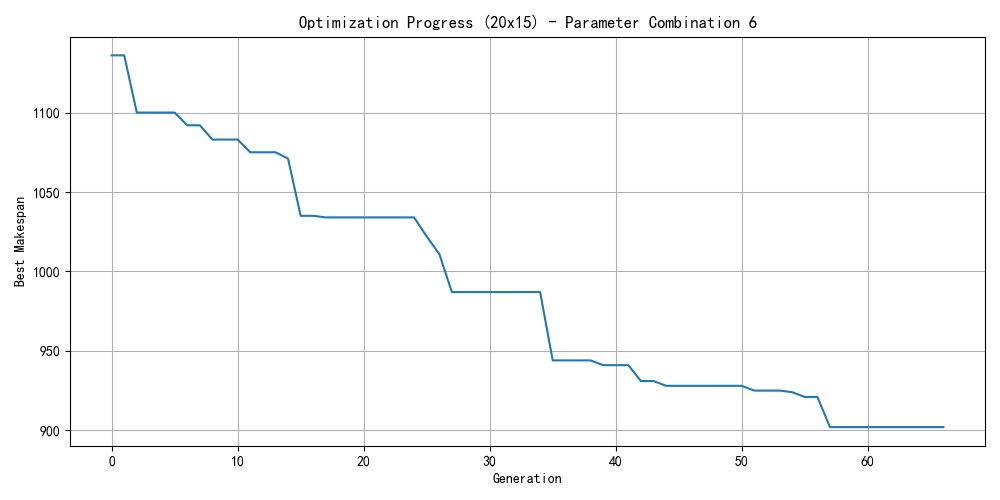 Optimization Progress (20x15) - Parameter Combination 6
Best Makespan
1100
1050
1000
950
900
0 10 20 30 40 50 60
Generation